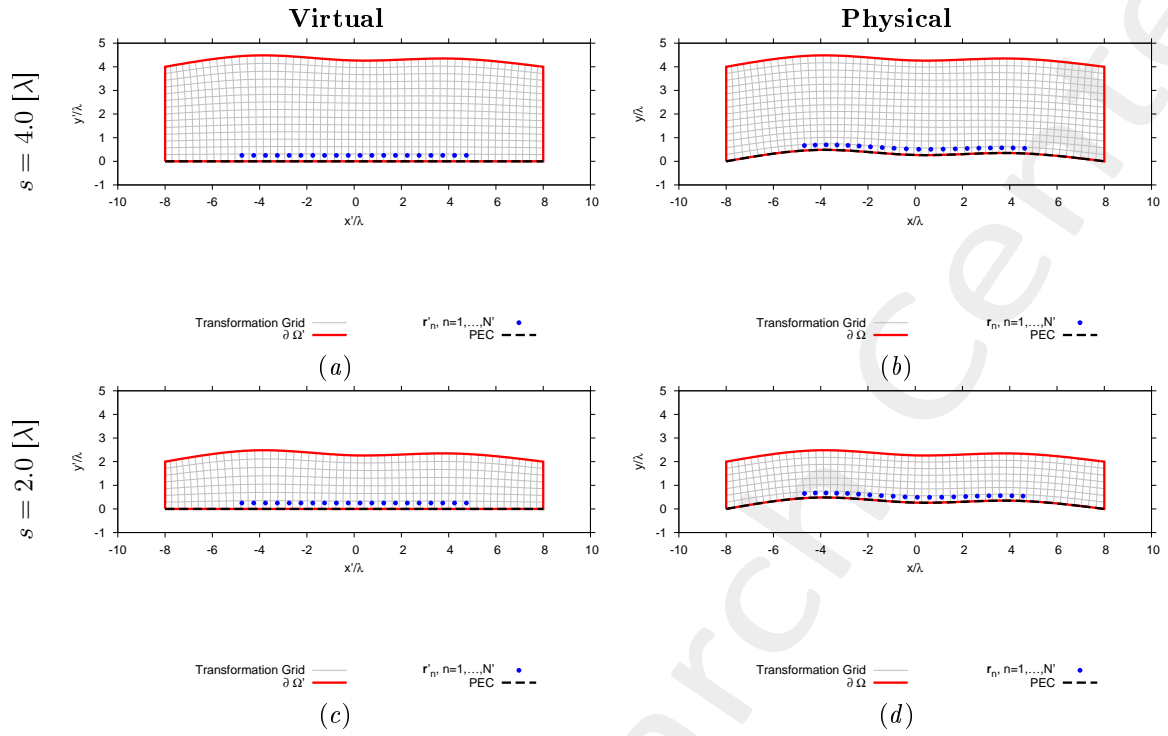 Virtual
Physical
s = 4.0 [λ]
5
4
3
2
1
0
-1
-10 -8 -6 -4 -2 0 2 4 6 8 10
y'/λ
x'/λ
Transformation Grid
∂ Ω'
r'n, n=1,...,N'
PEC
(a)
5
4
3
2
1
0
-1
-10 -8 -6 -4 -2 0 2 4 6 8 10
y/λ
x/λ
Transformation Grid
∂ Ω
rn, n=1,...,N'
PEC
(b)
s = 2.0 [λ]
5
4
3
2
1
0
-1
-10 -8 -6 -4 -2 0 2 4 6 8 10
y'/λ
x'/λ
Transformation Grid
∂ Ω'
r'n, n=1,...,N'
PEC
(c)
5
4
3
2
1
0
-1
-10 -8 -6 -4 -2 0 2 4 6 8 10
y/λ
x/λ
Transformation Grid
∂ Ω
rn, n=1,...,N'
PEC
(d)
arch Cente